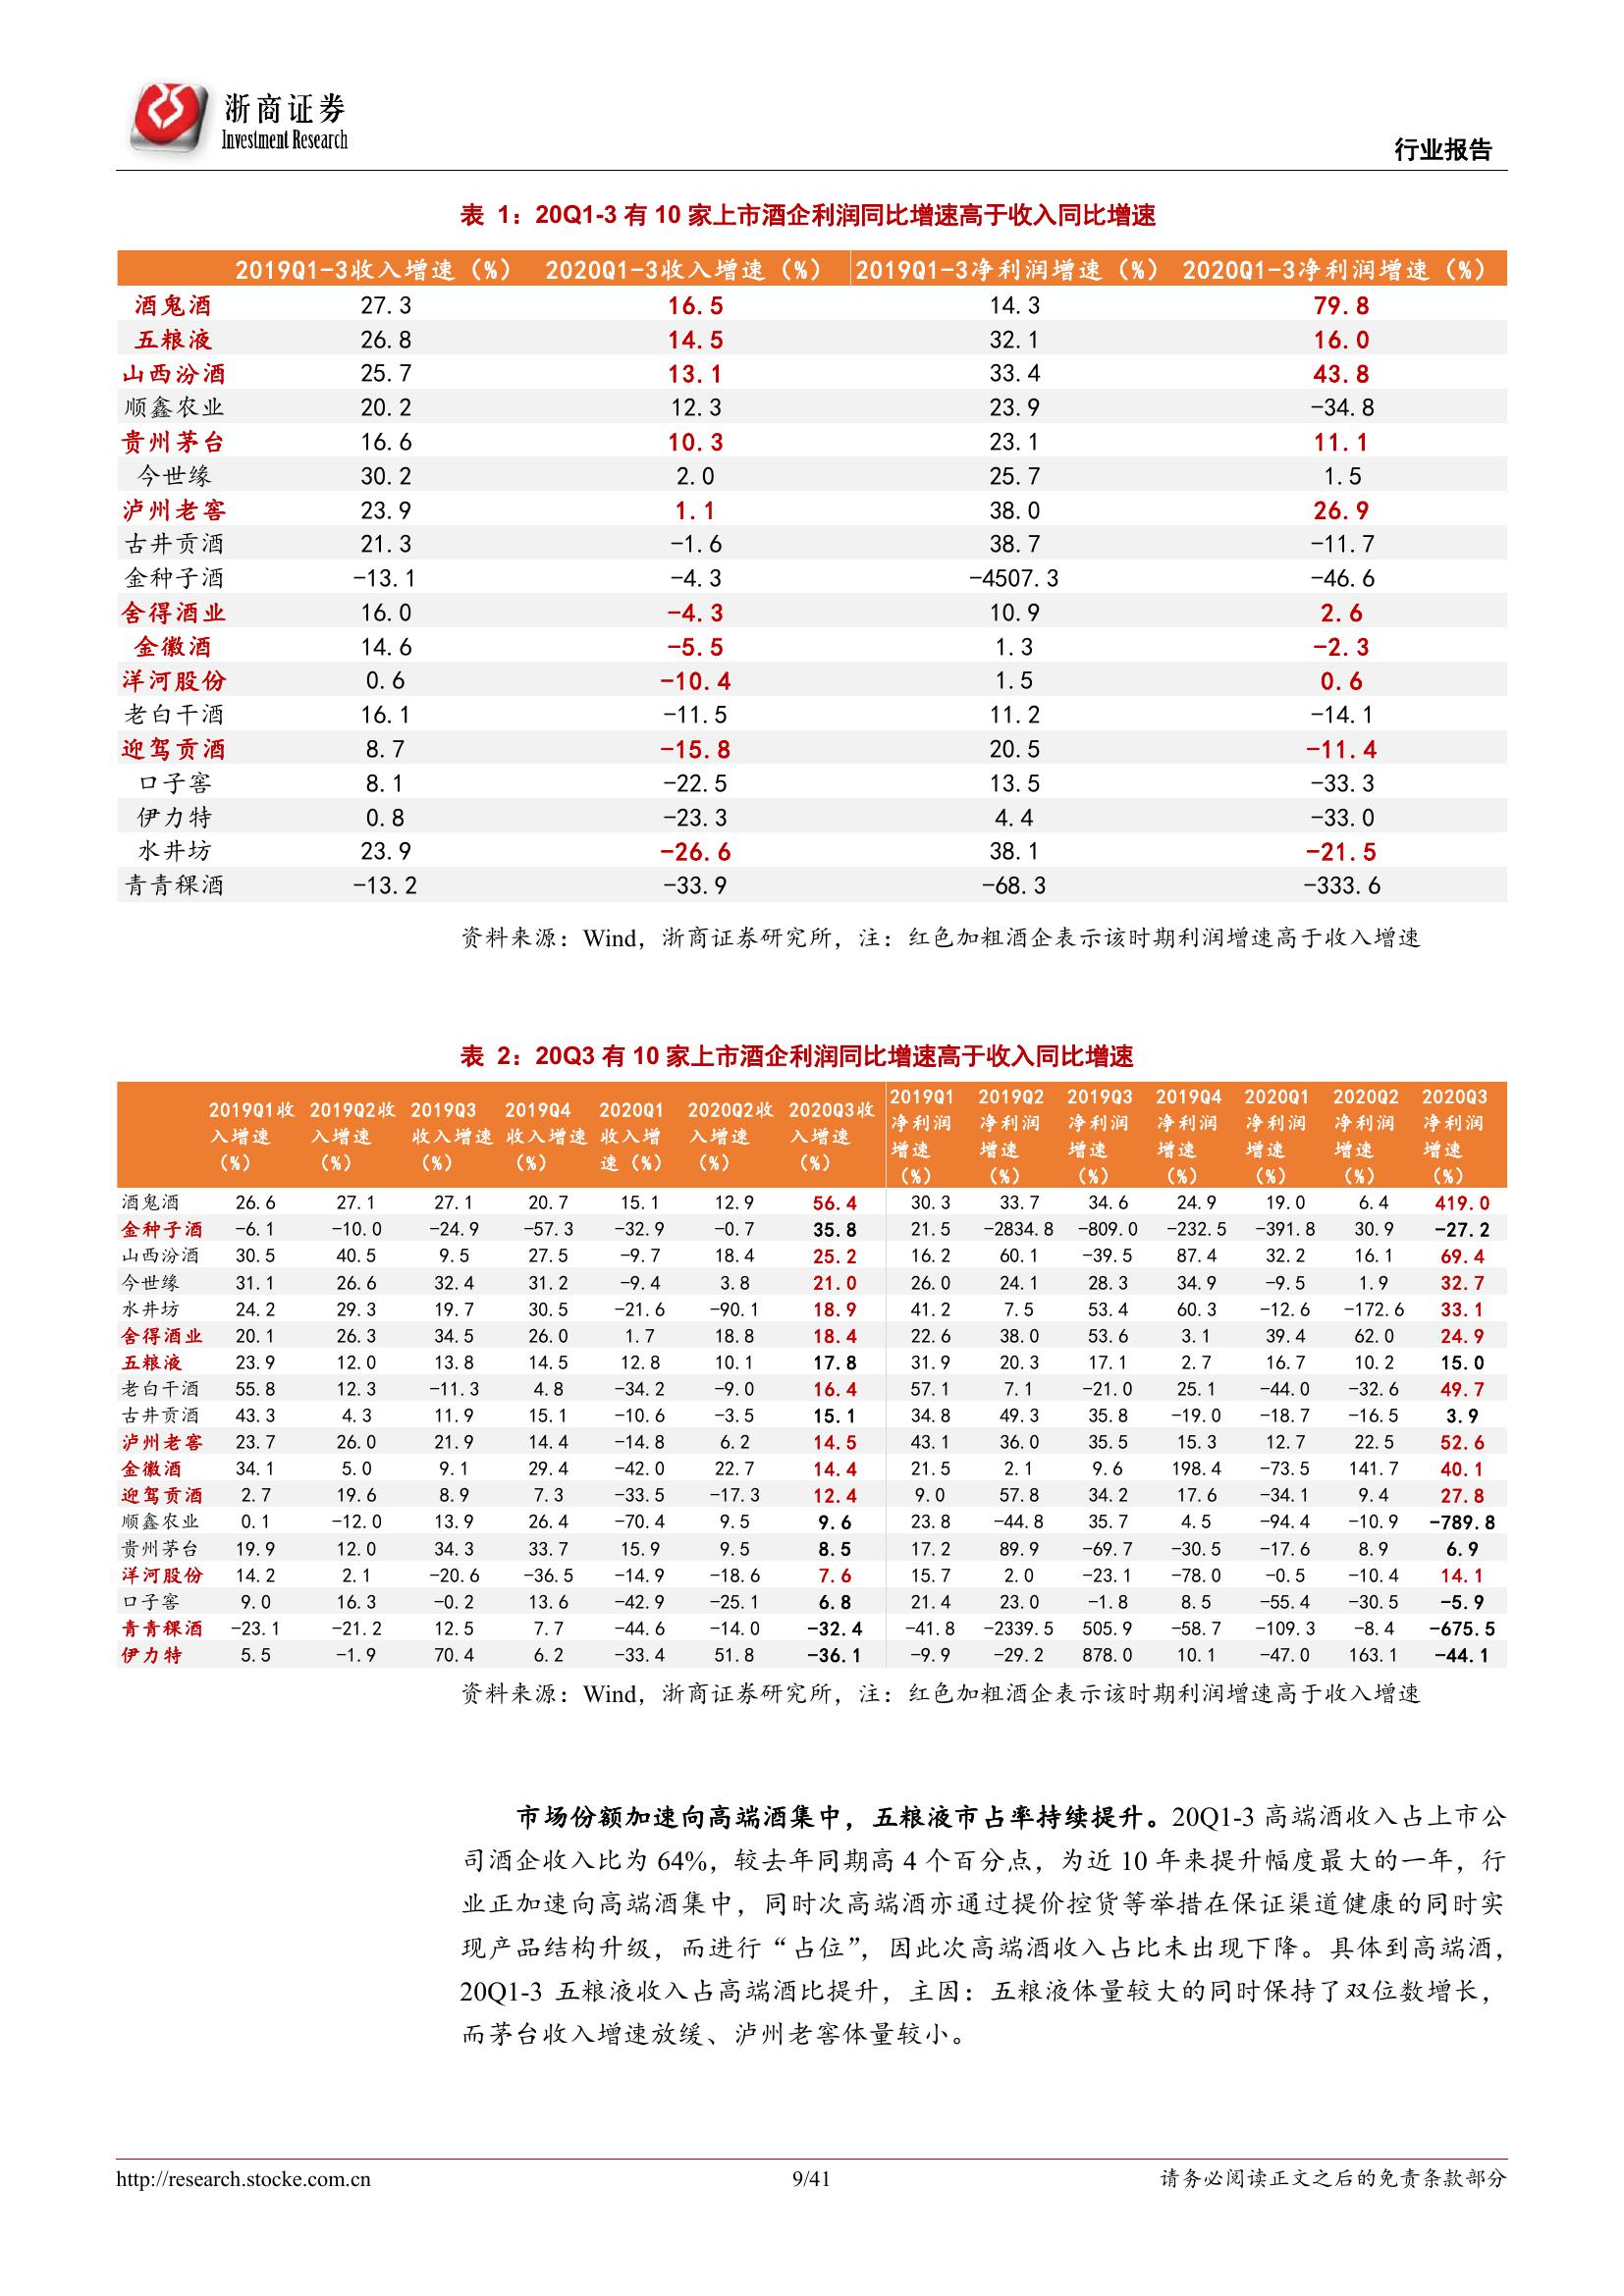 浙商证券
Investment Research
行业报告
表 1：20Q1-3 有 10 家上市酒企利润同比增速高于收入同比增速
2019Q1-3收入增速（%） 2020Q1-3收入增速（%） 2019Q1-3净利润增速（%） 2020Q1-3净利润增速（%）
酒鬼酒 27.3 16.5 14.3 79.8
五粮液 26.8 14.5 32.1 16.0
山西汾酒 25.7 13.1 33.4 43.8
顺鑫农业 20.2 12.3 23.9 -34.8
贵州茅台 16.6 10.3 23.1 11.1
今世缘 30.2 2.0 25.7 1.5
泸州老窖 23.9 1.1 38.0 26.9
古井贡酒 21.3 -1.6 38.7 -11.7
金种子酒 -13.1 -4.3 -4507.3 -46.6
舍得酒业 16.0 -4.3 10.9 2.6
金徽酒 14.6 -5.5 1.3 -2.3
洋河股份 0.6 -10.4 1.5 0.6
老白干酒 16.1 -11.5 11.2 -14.1
迎驾贡酒 8.7 -15.8 20.5 -11.4
口子窖 8.1 -22.5 13.5 -33.3
伊力特 0.8 -23.3 4.4 -33.0
水井坊 23.9 -26.6 38.1 -21.5
青青稞酒 -13.2 -33.9 -68.3 -333.6
资料来源：Wind，浙商证券研究所，注：红色加粗酒企表示该时期利润增速高于收入增速
表 2：20Q3 有 10 家上市酒企利润同比增速高于收入同比增速
2019Q1 2019Q2 2019Q3 2019Q4 2020Q1 2020Q2 2020Q3
2019Q1收 2019Q2收 2019Q3 2019Q4 2020Q1 2020Q2收 2020Q3收
净利润 净利润 净利润 净利润 净利润 净利润 净利润
入增速 入增速 收入增速 收入增速 收入增 入增速 入增速
增速 增速 增速 增速 增速 增速 增速
（%） （%） （%） （%） 速（%） （%） （%）
（%） （%） （%） （%） （%） （%） （%）
酒鬼酒 26.6 27.1 27.1 20.7 15.1 12.9 56.4 30.3 33.7 34.6 24.9 19.0 6.4 419.0
金种子酒 -6.1 -10.0 -24.9 -57.3 -32.9 -0.7 35.8 21.5 -2834.8 -809.0 -232.5 -391.8 30.9 -27.2
山西汾酒 30.5 40.5 9.5 27.5 -9.7 18.4 25.2 16.2 60.1 -39.5 87.4 32.2 16.1 69.4
今世缘 31.1 26.6 32.4 31.2 -9.4 3.8 21.0 26.0 24.1 28.3 34.9 -9.5 1.9 32.7
水井坊 24.2 29.3 19.7 30.5 -21.6 -90.1 18.9 41.2 7.5 53.4 60.3 -12.6 -172.6 33.1
舍得酒业 20.1 26.3 34.5 26.0 1.7 18.8 18.4 22.6 38.0 53.6 3.1 39.4 62.0 24.9
五粮液 23.9 12.0 13.8 14.5 12.8 10.1 17.8 31.9 20.3 17.1 2.7 16.7 10.2 15.0
老白干酒 55.8 12.3 -11.3 4.8 -34.2 -9.0 16.4 57.1 7.1 -21.0 25.1 -44.0 -32.6 49.7
古井贡酒 43.3 4.3 11.9 15.1 -10.6 -3.5 15.1 34.8 49.3 35.8 -19.0 -18.7 -16.5 3.9
泸州老窖 23.7 26.0 21.9 14.4 -14.8 6.2 14.5 43.1 36.0 35.5 15.3 12.7 22.5 52.6
金徽酒 34.1 5.0 9.1 29.4 -42.0 22.7 14.4 21.5 2.1 9.6 198.4 -73.5 141.7 40.1
迎驾贡酒 2.7 19.6 8.9 7.3 -33.5 -17.3 12.4 9.0 57.8 34.2 17.6 -34.1 9.4 27.8
顺鑫农业 0.1 -12.0 13.9 26.4 -70.4 9.5 9.6 23.8 -44.8 35.7 4.5 -94.4 -10.9 -789.8
贵州茅台 19.9 12.0 34.3 33.7 15.9 9.5 8.5 17.2 89.9 -69.7 -30.5 -17.6 8.9 6.9
洋河股份 14.2 2.1 -20.6 -36.5 -14.9 -18.6 7.6 15.7 2.0 -23.1 -78.0 -0.5 -10.4 14.1
口子窖 9.0 16.3 -0.2 13.6 -42.9 -25.1 6.8 21.4 23.0 -1.8 8.5 -55.4 -30.5 -5.9
青青稞酒 -23.1 -21.2 12.5 7.7 -44.6 -14.0 -32.4 -41.8 -2339.5 505.9 -58.7 -109.3 -8.4 -675.5
伊力特 5.5 -1.9 70.4 6.2 -33.4 51.8 -36.1 -9.9 -29.2 878.0 10.1 -47.0 163.1 -44.1
资料来源：Wind，浙商证券研究所，注：红色加粗酒企表示该时期利润增速高于收入增速
市场份额加速向高端酒集中，五粮液市占率持续提升。20Q1-3 高端酒收入占上市公
司酒企收入比为 64%，较去年同期高 4 个百分点，为近 10 年来提升幅度最大的一年，行
业正加速向高端酒集中，同时次高端酒亦通过提价控货等举措在保证渠道健康的同时实
现产品结构升级，而进行“占位”，因此次高端酒收入占比未出现下降。具体到高端酒，
20Q1-3 五粮液收入占高端酒比提升，主因：五粮液体量较大的同时保持了双位数增长，
而茅台收入增速放缓、泸州老窖体量较小。
http://research.stocke.com.cn 9/41 请务必阅读正文之后的免责条款部分